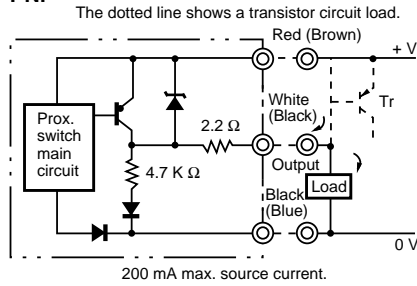 PNP
The dotted line shows a transistor circuit load.
Red (Brown)
+ V
White
(Black)
Tr
Prox.
switch
main
circuit
2.2 Ω
4.7 K Ω
Output
Load
Black
(Blue)
0 V
200 mA max. source current.